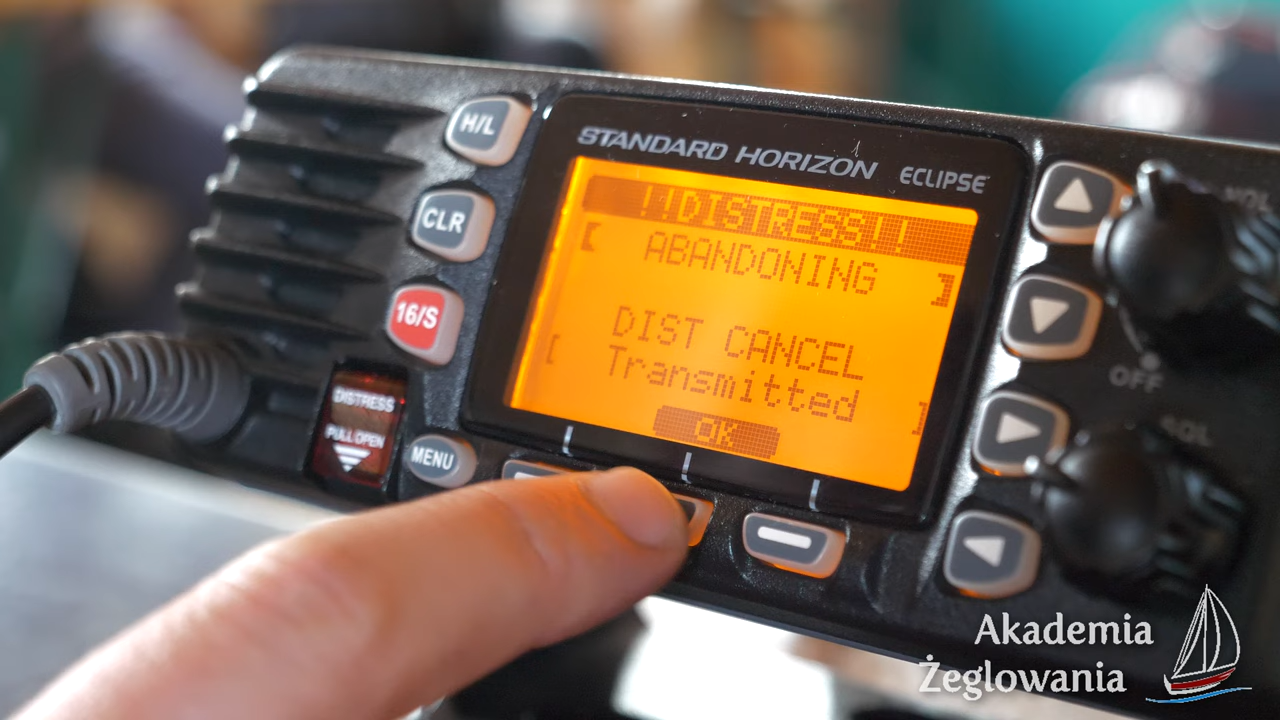 H/L
CLR
16/S
DISTRESS
PULL OPEN
MENU
STANDARD HORIZON ECLIPSE
!!DISTRESS!!
[ ABANDONING ]
DIST CANCEL
[ Transmitted ]
OK
VOL
OFF
SQL
Akademia
Żeglowania